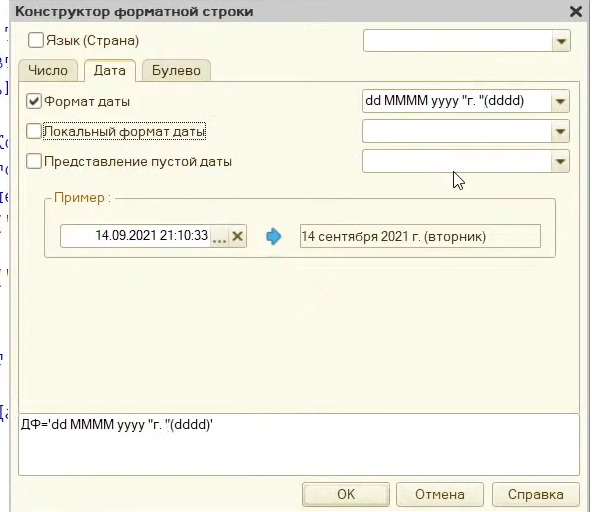 Конструктор форматной строки
Язык (Страна)
Число Дата Булево
Формат даты dd MMMM yyyy "г. "(dddd)
Локальный формат даты
Представление пустой даты
Пример :
14.09.2021 21:10:33 ... 14 сентября 2021 г. (вторник)
ДФ='dd MMMM yyyy "г. "(dddd)'
OK Отмена Справка